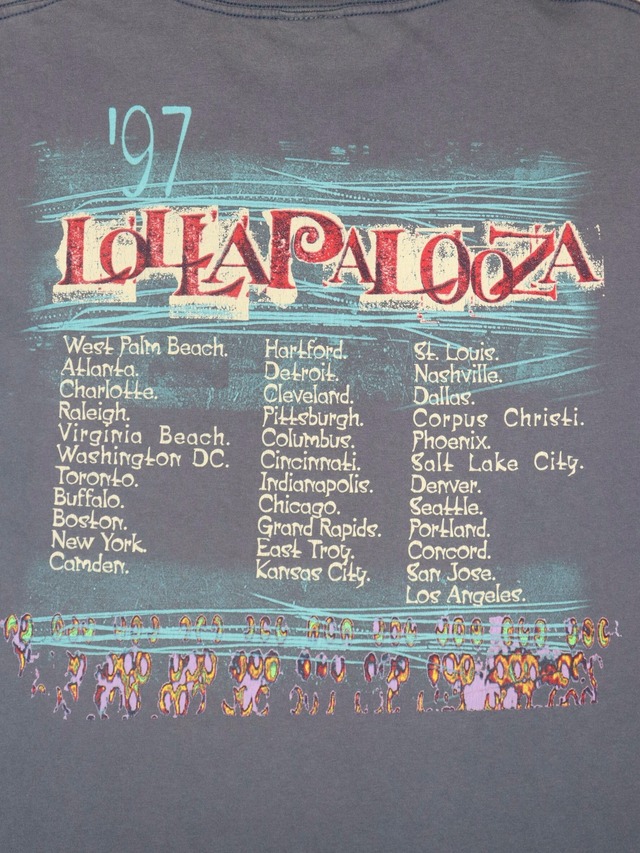 '97
LOLLAPALOOZA
West Palm Beach.
Atlanta.
Charlotte.
Raleigh.
Virginia Beach.
Washington DC.
Toronto.
Buffalo.
Boston.
New York.
Camden.
Hartford.
Detroit.
Cleveland.
Pittsburgh.
Columbus.
Cincinnati.
Indianapolis.
Chicago.
Grand Rapids.
East Troy.
Kansas City.
St. Louis.
Nashville.
Dallas.
Corpus Christi.
Phoenix.
Salt Lake City.
Denver.
Seattle.
Portland.
Concord.
San Jose.
Los Angeles.